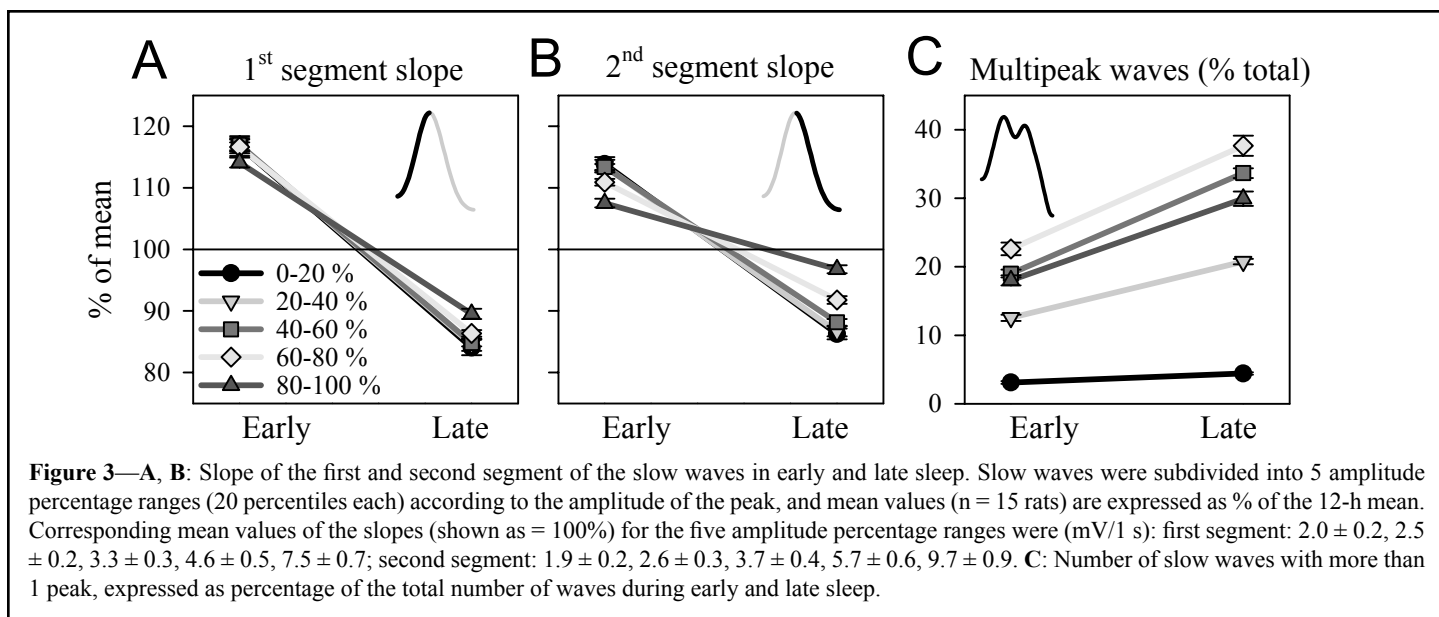 A
1st segment slope
B
2nd segment slope
C
Multipeak waves (% total)
% of mean
120
110
100
90
80
0-20 %
20-40 %
40-60 %
60-80 %
80-100 %
Early
Late
Early
Late
40
30
20
10
0
Early
Late
Figure 3—A, B: Slope of the first and second segment of the slow waves in early and late sleep. Slow waves were subdivided into 5 amplitude
percentage ranges (20 percentiles each) according to the amplitude of the peak, and mean values (n = 15 rats) are expressed as % of the 12-h mean.
Corresponding mean values of the slopes (shown as = 100%) for the five amplitude percentage ranges were (mV/1 s): first segment: 2.0 ± 0.2, 2.5
± 0.2, 3.3 ± 0.3, 4.6 ± 0.5, 7.5 ± 0.7; second segment: 1.9 ± 0.2, 2.6 ± 0.3, 3.7 ± 0.4, 5.7 ± 0.6, 9.7 ± 0.9. C: Number of slow waves with more than
1 peak, expressed as percentage of the total number of waves during early and late sleep.